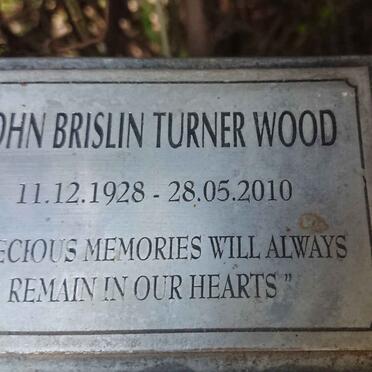 OHN BRISLIN TURNER WOOD
11.12.1928 - 28.05.2010
ECIOUS MEMORIES WILL ALWAYS
REMAIN IN OUR HEARTS "